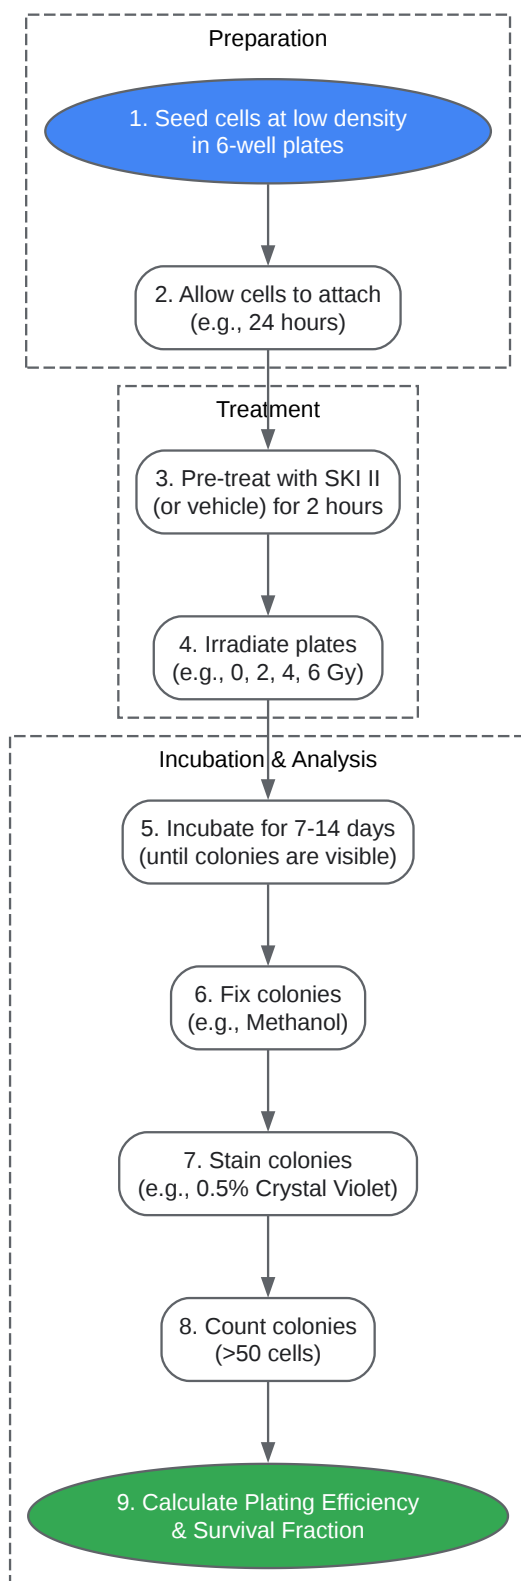 Preparation
1. Seed cells at low density
in 6-well plates
2. Allow cells to attach
(e.g., 24 hours)
Treatment
3. Pre-treat with SKI II
(or vehicle) for 2 hours
4. Irradiate plates
(e.g., 0, 2, 4, 6 Gy)
Incubation & Analysis
5. Incubate for 7-14 days
(until colonies are visible)
6. Fix colonies
(e.g., Methanol)
7. Stain colonies
(e.g., 0.5% Crystal Violet)
8. Count colonies
(>50 cells)
9. Calculate Plating Efficiency
& Survival Fraction